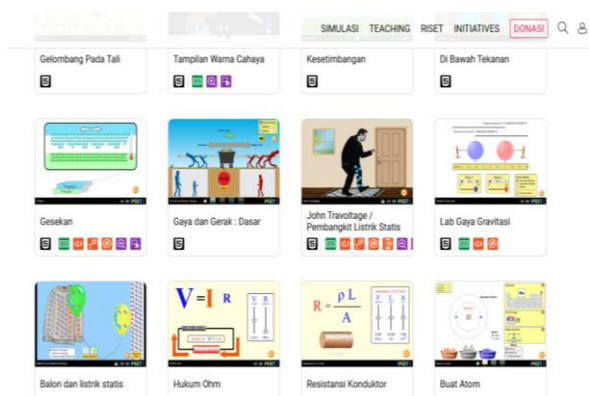 SIMULASI TEACHING RISET INITIATIVES DONASI
Gelombang Pada Tali
Tampilan Warna Cahaya
Kesetimbangan
Di Bawah Tekanan
Gesekan
Gaya dan Gerak : Dasar
John Travoltage /
Pembangkit Listrik Statis
Lab Gaya Gravitasi
V = I R
V R
R = ρ L
A
ρ L A
Balon dan listrik statis
Hukum Ohm
Resistansi Konduktor
Buat Atom